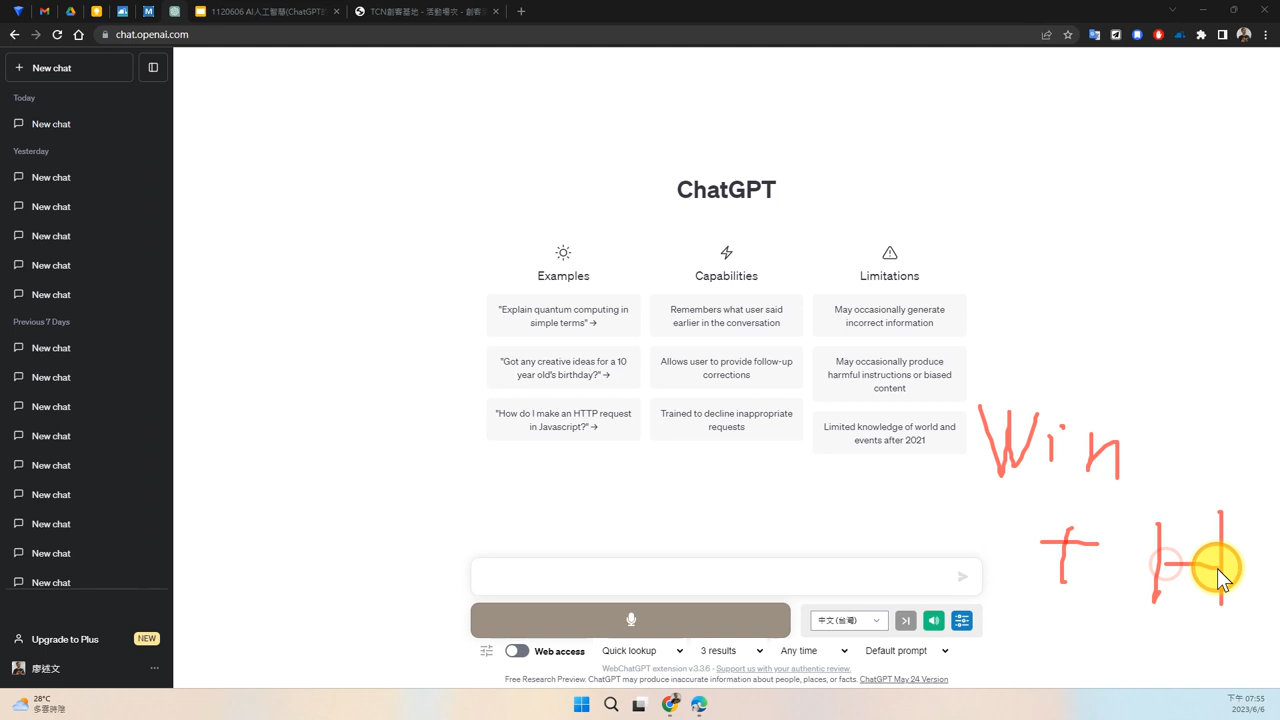 1120606 AI人工智慧(ChatGPT的
TCN創客基地 - 活動場次 - 創客
chat.openai.com
New chat
Today
New chat
Yesterday
New chat
New chat
New chat
New chat
New chat
Previous 7 Days
New chat
New chat
New chat
New chat
New chat
New chat
New chat
New chat
New chat
Upgrade to Plus
NEW
廖述文
ChatGPT
Examples
"Explain quantum computing in
simple terms" →
"Got any creative ideas for a 10
year old's birthday?" →
"How do I make an HTTP request
in Javascript?" →
Capabilities
Remembers what user said
earlier in the conversation
Allows user to provide follow-up
corrections
Trained to decline inappropriate
requests
Limitations
May occasionally generate
incorrect information
May occasionally produce
harmful instructions or biased
content
Limited knowledge of world and
events after 2021
Win
+ H
中文 (台灣)
Web access
Quick lookup
3 results
Any time
Default prompt
WebChatGPT extension v.3.3.6 - Support us with your authentic review.
Free Research Preview. ChatGPT may produce inaccurate information about people, places, or facts. ChatGPT May 24 Version
28°C
多雲時陰
下午 07:55
2023/6/6